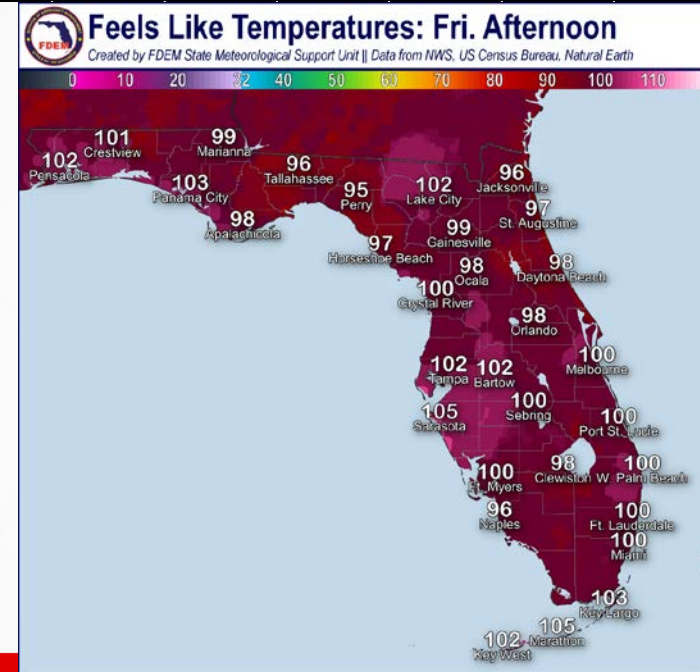 FDEM
Feels Like Temperatures: Fri. Afternoon
Created by FDEM State Meteorological Support Unit || Data from NWS, US Census Bureau, Natural Earth
0 10 20 32 40 50 60 70 80 90 100 110
101
Crestview
99
Marianna
102
Pensacola
96
Tallahassee
103
Panama City
95
Perry
102
Lake City
96
Jacksonville
98
Apalachicola
97
St. Augustine
99
Gainesville
97
Horseshoe Beach
98
Ocala
98
Daytona Beach
100
Crystal River
98
Orlando
100
Melbourne
102
Tampa
102
Bartow
105
Sarasota
100
Sebring
100
Port St. Lucie
100
Ft. Myers
98
Clewiston
100
W. Palm Beach
96
Naples
100
Ft. Lauderdale
100
Miami
103
Key Largo
105
Marathon
102
Key West